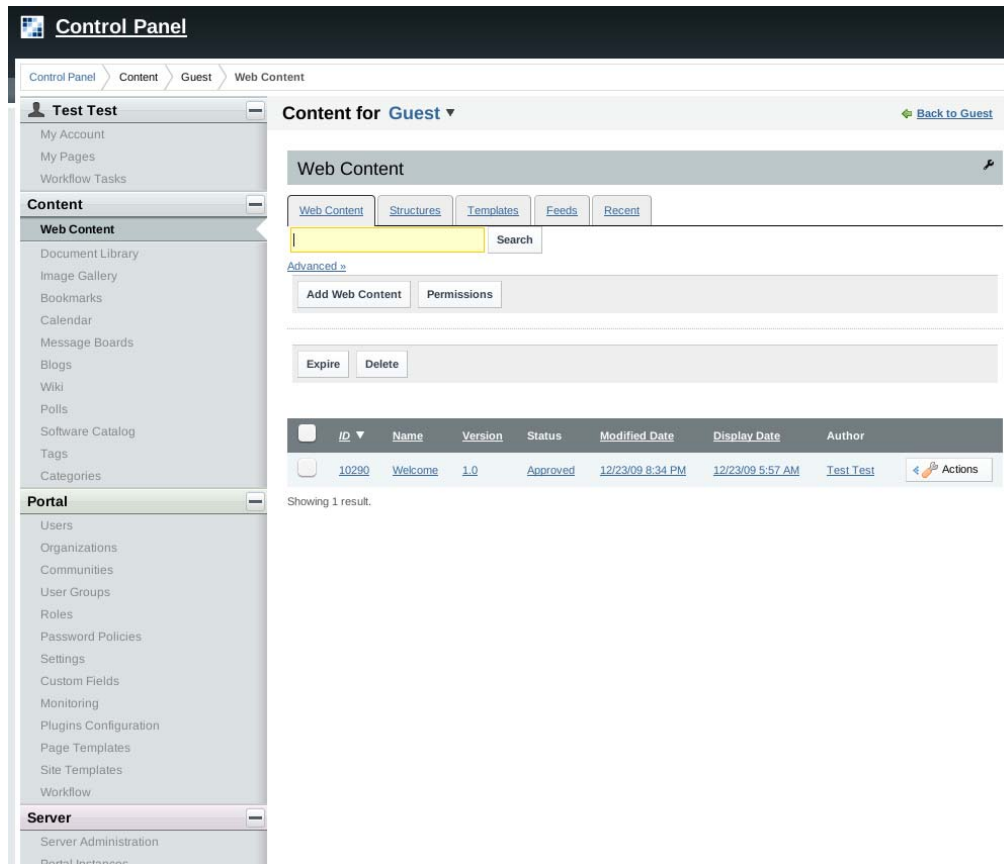 Control Panel
Control Panel Content Guest Web Content
Test Test
My Account
My Pages
Workflow Tasks
Content
Web Content
Document Library
Image Gallery
Bookmarks
Calendar
Message Boards
Blogs
Wiki
Polls
Software Catalog
Tags
Categories
Portal
Users
Organizations
Communities
User Groups
Roles
Password Policies
Settings
Custom Fields
Monitoring
Plugins Configuration
Page Templates
Site Templates
Workflow
Server
Server Administration
Portal Instances
Content for Guest ▼
Back to Guest
Web Content
Web Content Structures Templates Feeds Recent
Search
Advanced »
Add Web Content Permissions
Expire Delete
ID ▼ Name Version Status Modified Date Display Date Author
10290 Welcome 1.0 Approved 12/23/09 8:34 PM 12/23/09 5:57 AM Test Test Actions
Showing 1 result.